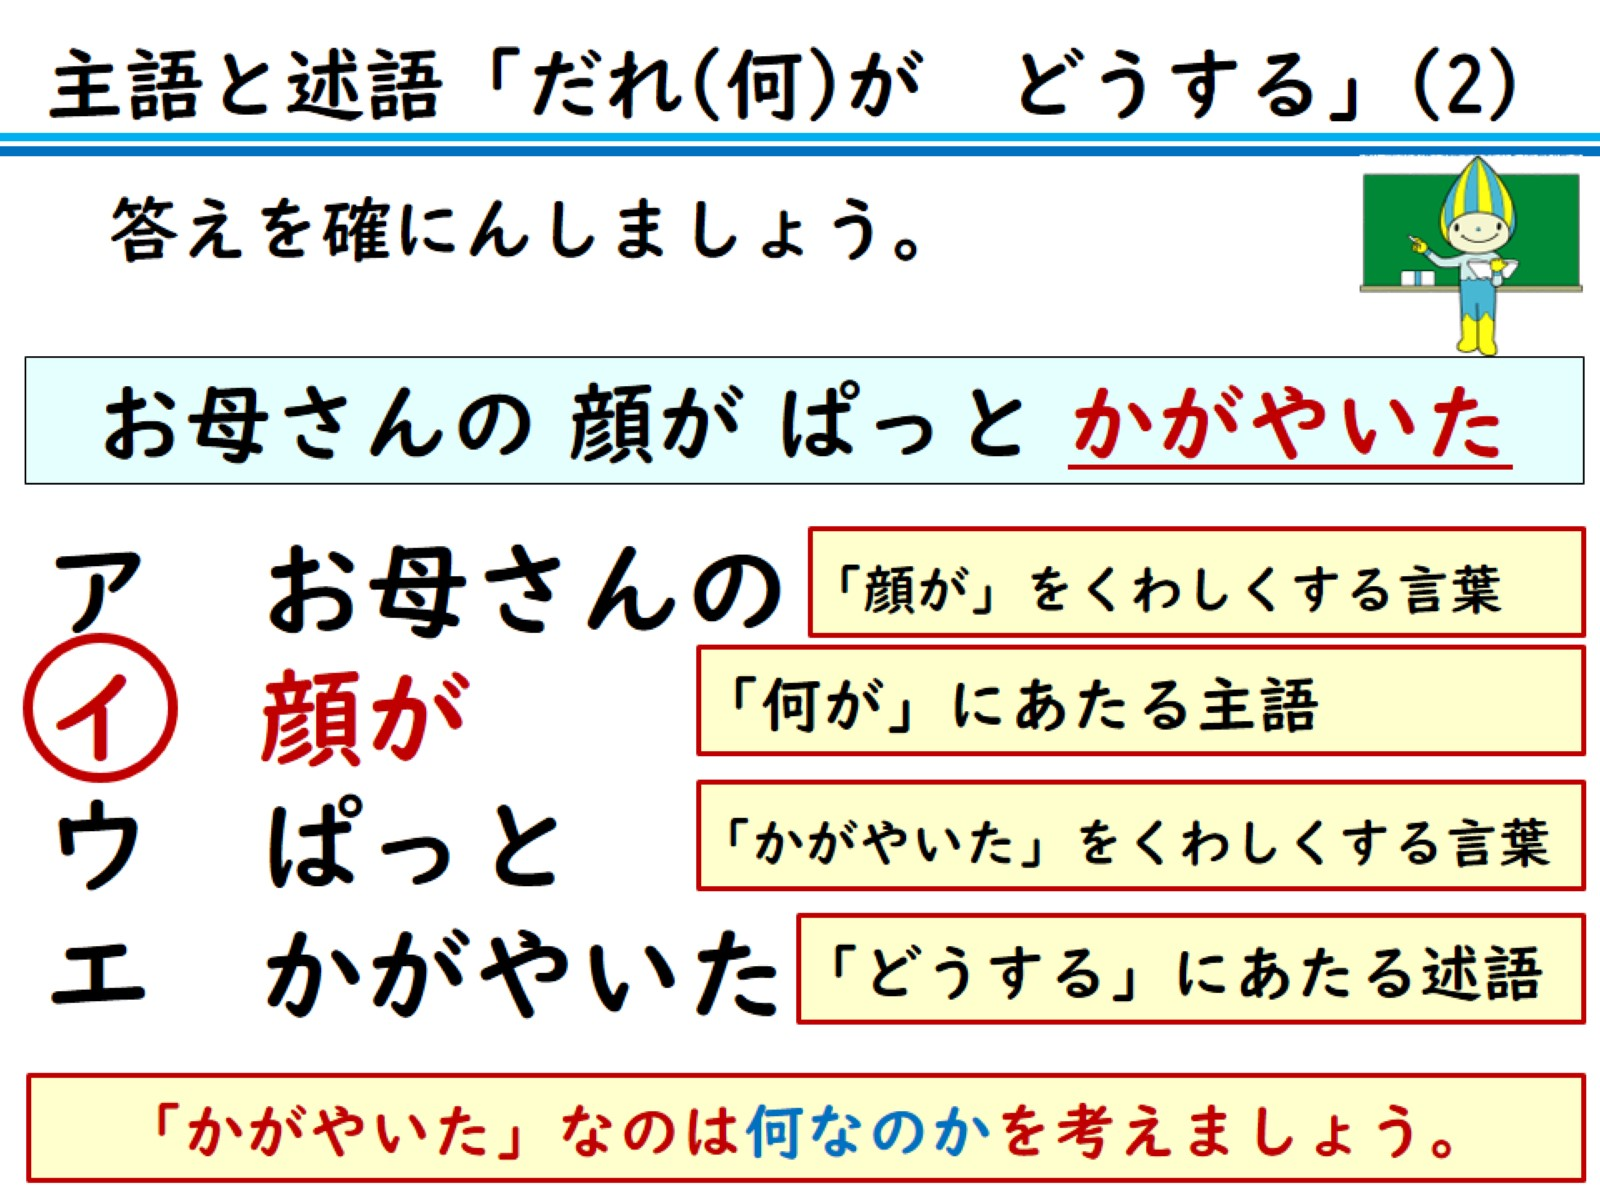 主語と述語「だれ(何)が　どうする」(2)
答えを確にんしましょう。
お母さんの 顔が ぱっと かがやいた
ア　お母さんの 「顔が」をくわしくする言葉
イ　顔が 「何が」にあたる主語
ウ　ぱっと 「かがやいた」をくわしくする言葉
エ　かがやいた 「どうする」にあたる述語
「かがやいた」なのは何なのかを考えましょう。